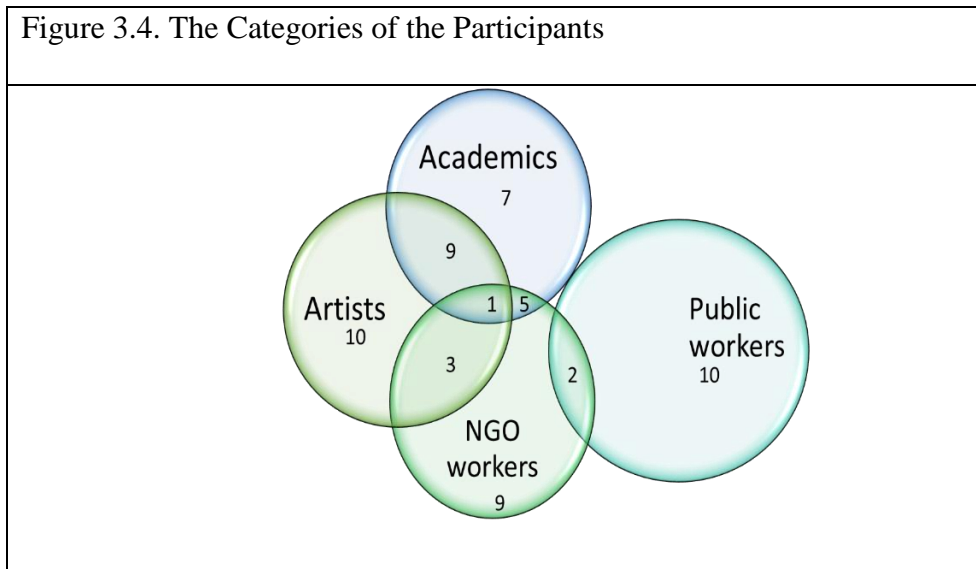 Figure 3.4. The Categories of the Participants
Academics
7
9
Artists
10
1
5
Public
workers
10
3
2
NGO
workers
9